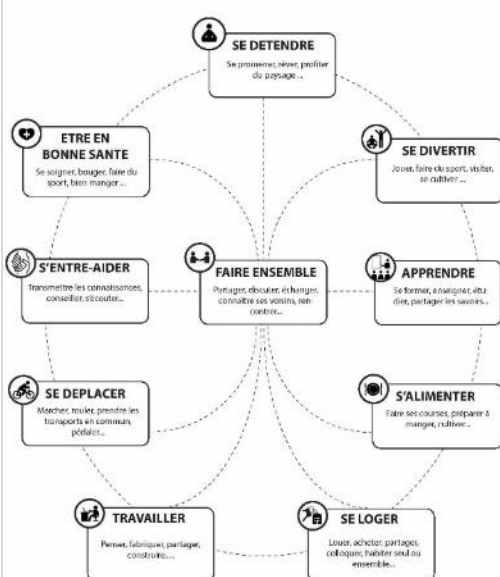 SE DETENDRE
Se promener, rêver, profiter
du paysage ...
ETRE EN
BONNE SANTE
Se soigner, bouger, faire du
sport, bien manger ...
SE DIVERTIR
Jouer, faire du sport, visiter,
se cultiver ...
S'ENTRE-AIDER
Transmettre les connaissances,
conseiller, s'écouter...
FAIRE ENSEMBLE
Partager, discuter, échanger,
connaître ses voisins, ren-
contrer...
APPRENDRE
Se former, enseigner, étu-
dier, partager les savoirs...
SE DEPLACER
Marcher, rouler, prendre les
transports en commun,
pédaler...
S'ALIMENTER
Faire ses courses, préparer à
manger, cultiver...
TRAVAILLER
Penser, fabriquer, partager,
construire....
SE LOGER
Louer, acheter, partager,
colloquer, habiter seul ou
ensemble...